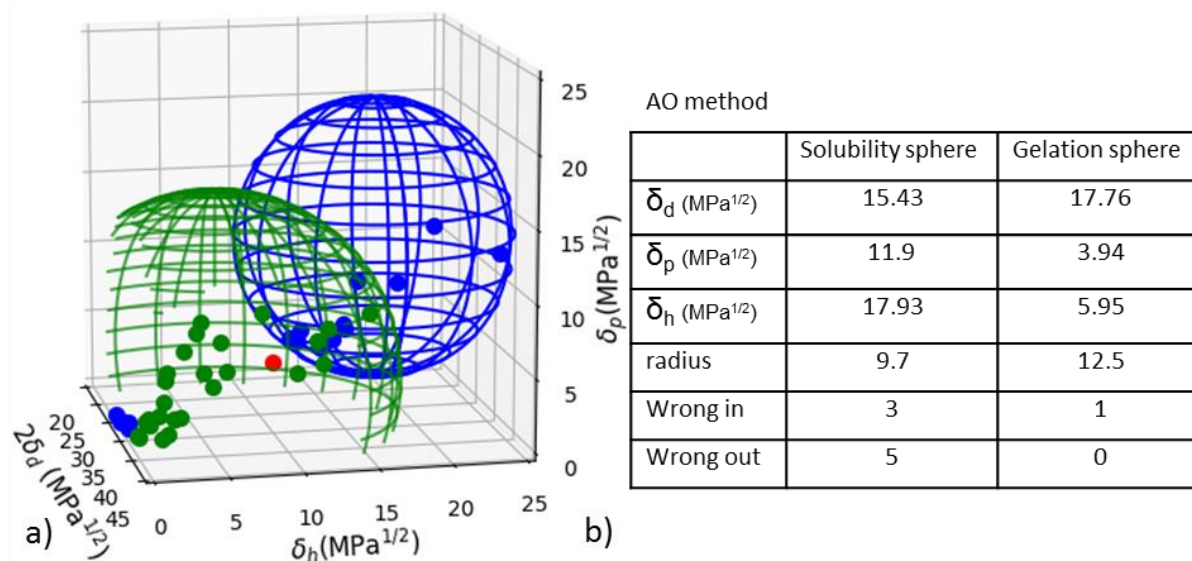 25
20
15
10
5
0
δp(MPa1/2)
20
25
30
35
40
45
2δd (MPa1/2)
0
5
10
15
20
25
δh(MPa1/2)
a)
b)
AO method
Solubility sphere Gelation sphere
δd (MPa1/2) 15.43 17.76
δp (MPa1/2) 11.9 3.94
δh (MPa1/2) 17.93 5.95
radius 9.7 12.5
Wrong in 3 1
Wrong out 5 0